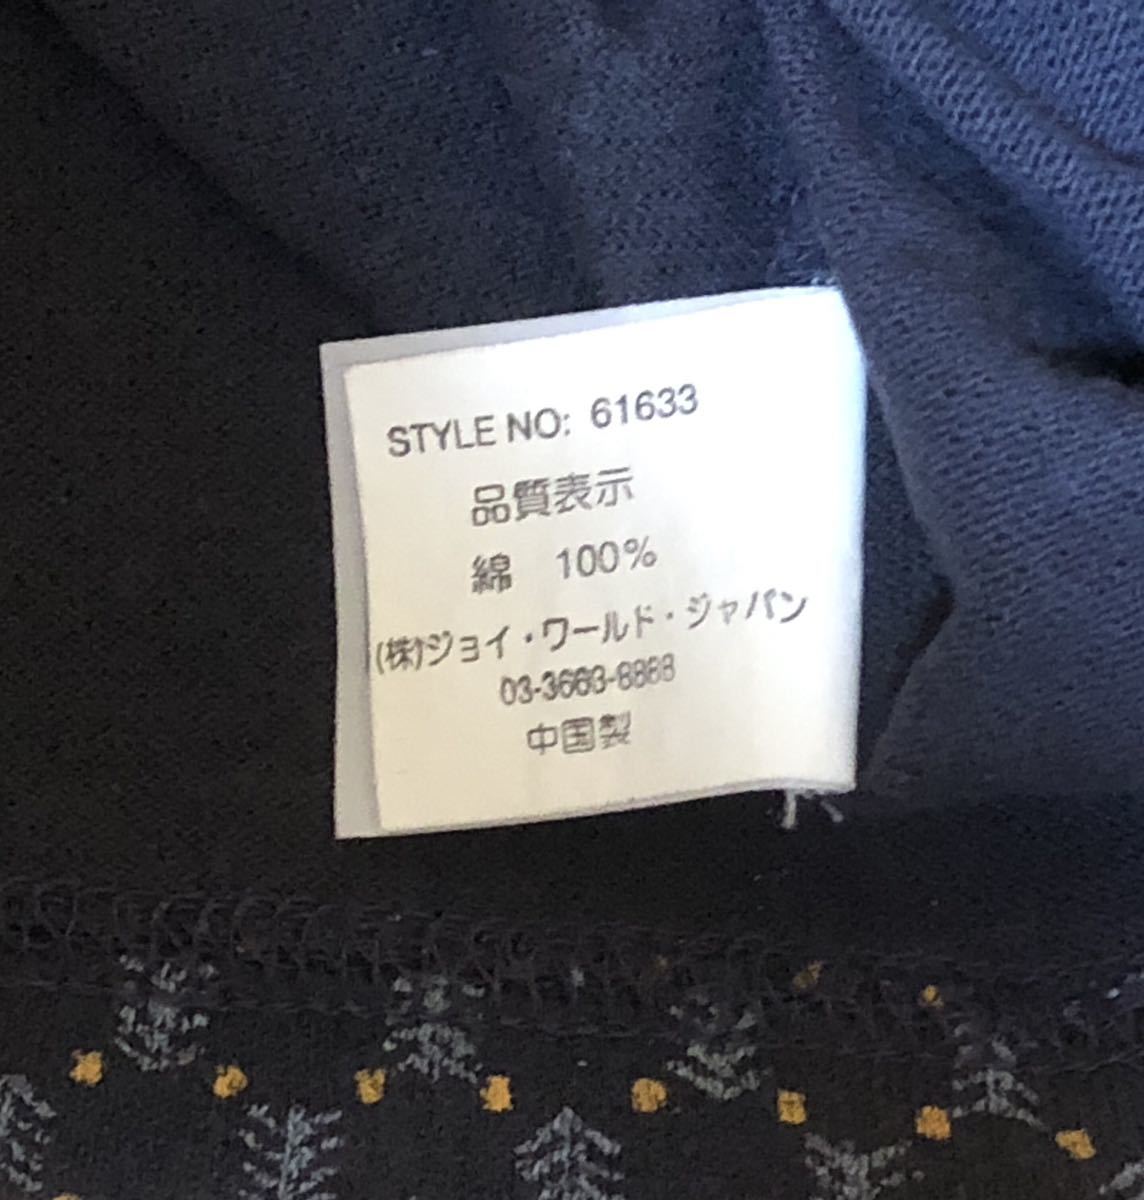 STYLE NO: 61633
品質表示
綿 100%
(株)ジョイ・ワールド・ジャパン
03-3663-8888
中国製